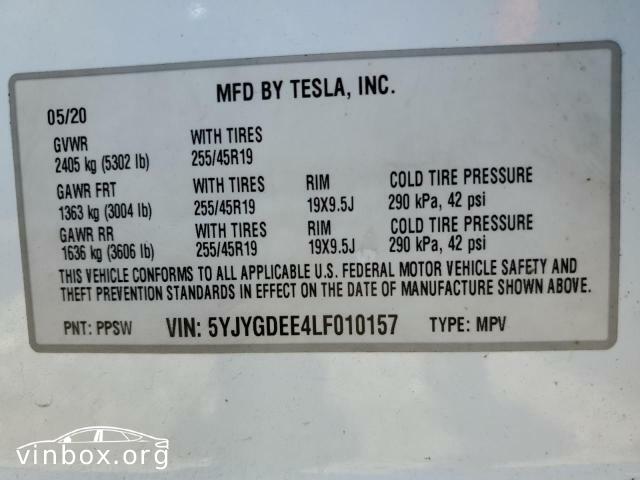 MFD BY TESLA, INC.
05/20
GVWR WITH TIRES
2405 kg (5302 lb) 255/45R19
GAWR FRT WITH TIRES RIM COLD TIRE PRESSURE
1363 kg (3004 lb) 255/45R19 19X9.5J 290 kPa, 42 psi
GAWR RR WITH TIRES RIM COLD TIRE PRESSURE
1636 kg (3606 lb) 255/45R19 19X9.5J 290 kPa, 42 psi
THIS VEHICLE CONFORMS TO ALL APPLICABLE U.S. FEDERAL MOTOR VEHICLE SAFETY AND
THEFT PREVENTION STANDARDS IN EFFECT ON THE DATE OF MANUFACTURE SHOWN ABOVE.
PNT: PPSW VIN: 5YJYGDEE4LF010157 TYPE: MPV
vinbox.org